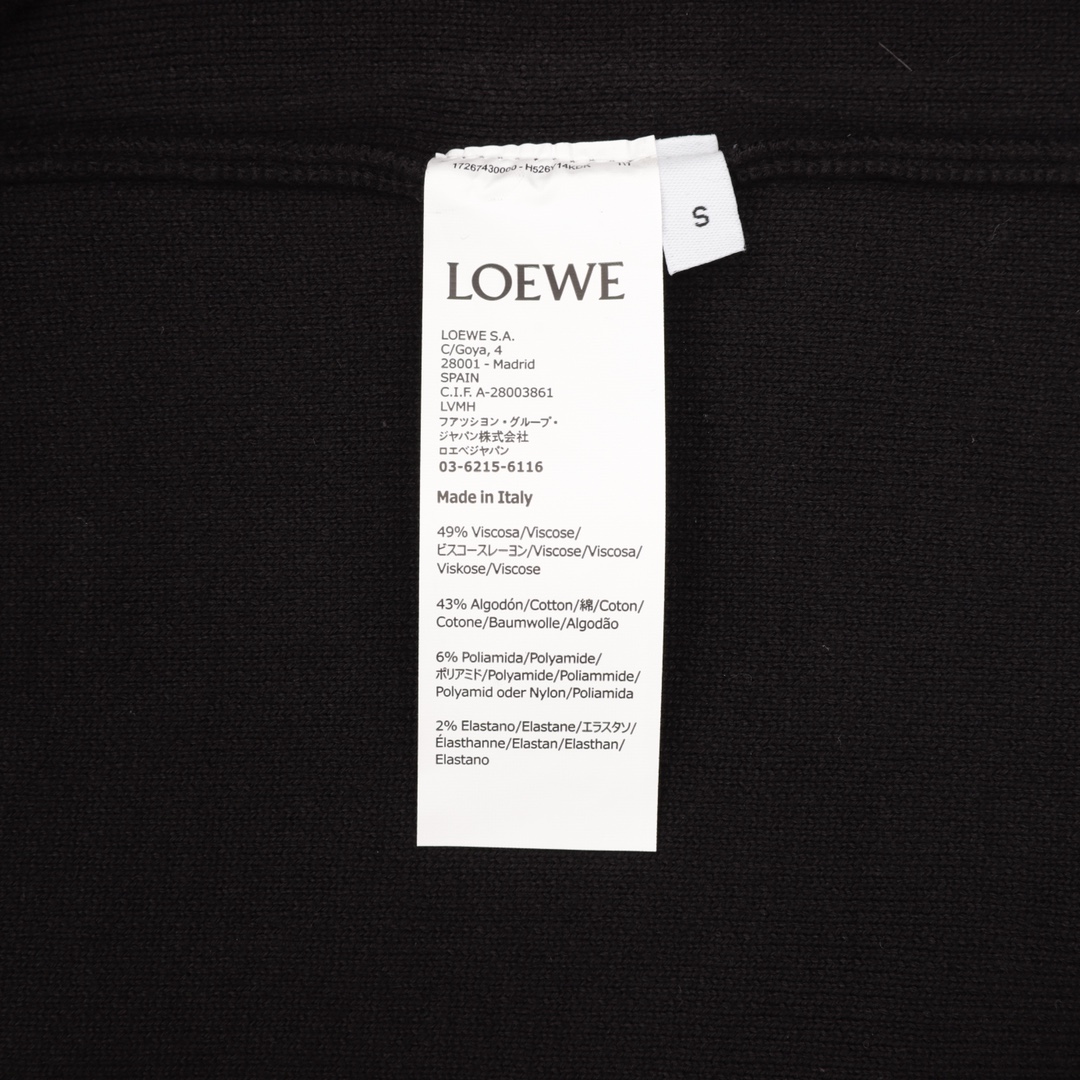 S
LOEWE
LOEWE S.A.
C/Goya, 4
28001 - Madrid
SPAIN
C.I.F. A-28003861
LVMH
ファッション・グループ・
ジャパン株式会社
ロエベジャパン
03-6215-6116
Made in Italy
49% Viscosa/Viscose/
ビスコースレーヨン/Viscose/Viscosa/
Viskose/Viscose
43% Algodón/Cotton/綿/Coton/
Cotone/Baumwolle/Algodão
6% Poliamida/Polyamide/
ポリアミド/Polyamide/Poliammide/
Polyamid oder Nylon/Poliamida
2% Elastano/Elastane/エラスタン/
Élasthanne/Elastan/Elasthan/
Elastano